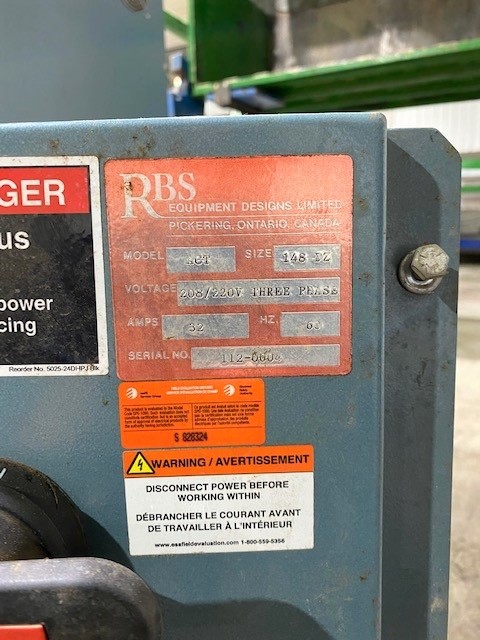 GER
us
power
cing
Reorder No. 5025-24DHPJ
RBS
EQUIPMENT DESIGNS LIMITED
PICKERING, ONTARIO, CANADA
MODEL SIZE 148 DZ
VOLTAGE 208/220V THREE PHASE
AMPS 32 HZ. 60
SERIAL NO. 112-0604
S 828324
WARNING / AVERTISSEMENT
DISCONNECT POWER BEFORE
WORKING WITHIN
DÉBRANCHER LE COURANT AVANT
DE TRAVAILLER À L'INTÉRIEUR
www.essfieldevaluation.com 1-800-559-5356